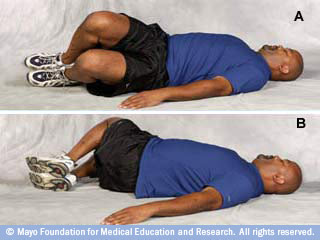 A
B
© Mayo Foundation for Medical Education and Research. All rights reserved.